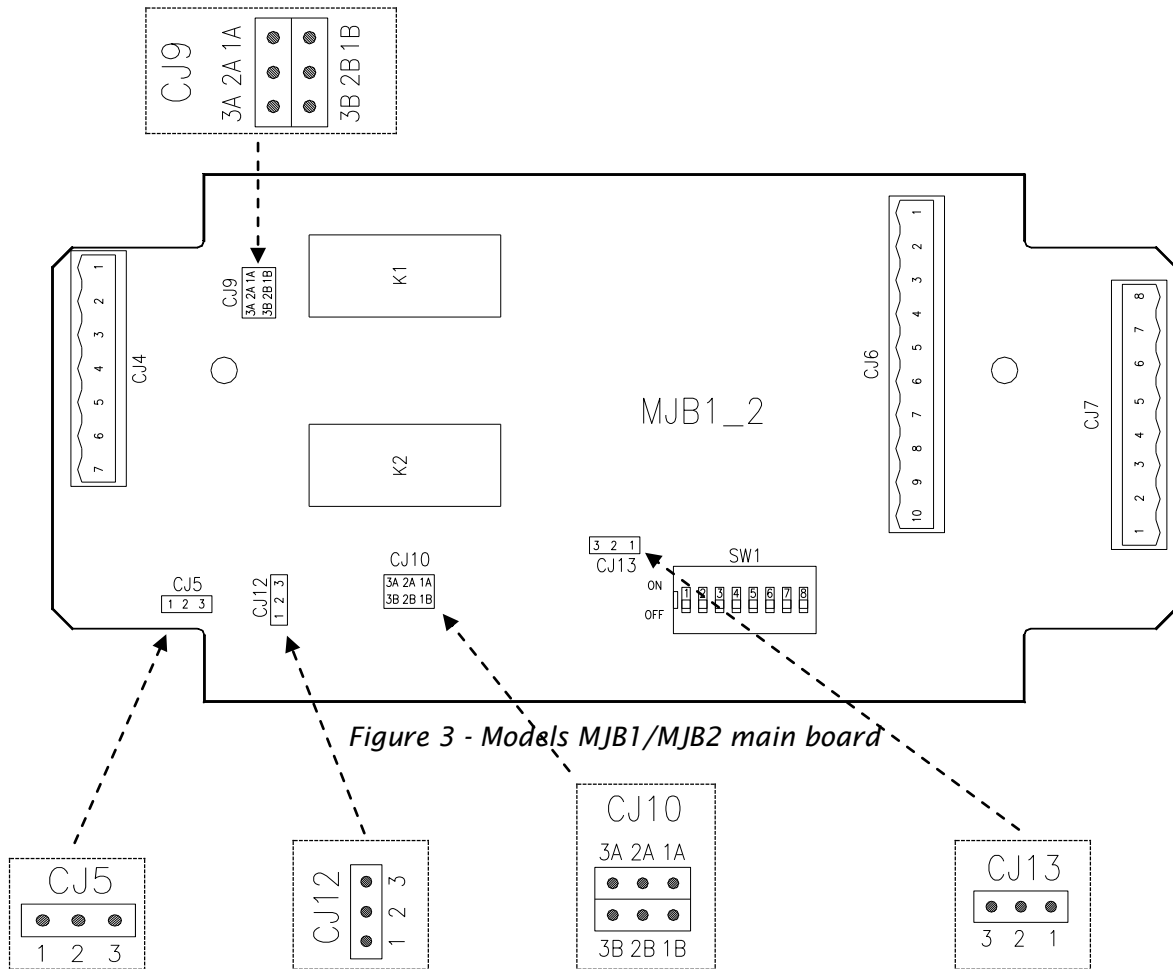 CJ9
3A 2A 1A
3B 2B 1B
CJ9
3A 2A 1A
3B 2B 1B
K1
K2
CJ4
1
2
3
4
5
6
7
MJB1_2
CJ6
1
2
3
4
5
6
7
8
9
10
CJ7
8
7
6
5
4
3
2
1
CJ5
1 2 3
CJ12
1 2 3
CJ10
3A 2A 1A
3B 2B 1B
3 2 1
CJ13
SW1
ON
OFF
1 2 3 4 5 6 7 8
Figure 3 - Models MJB1/MJB2 main board
CJ5
1 2 3
CJ12
1 2 3
CJ10
3A 2A 1A
3B 2B 1B
CJ13
3 2 1